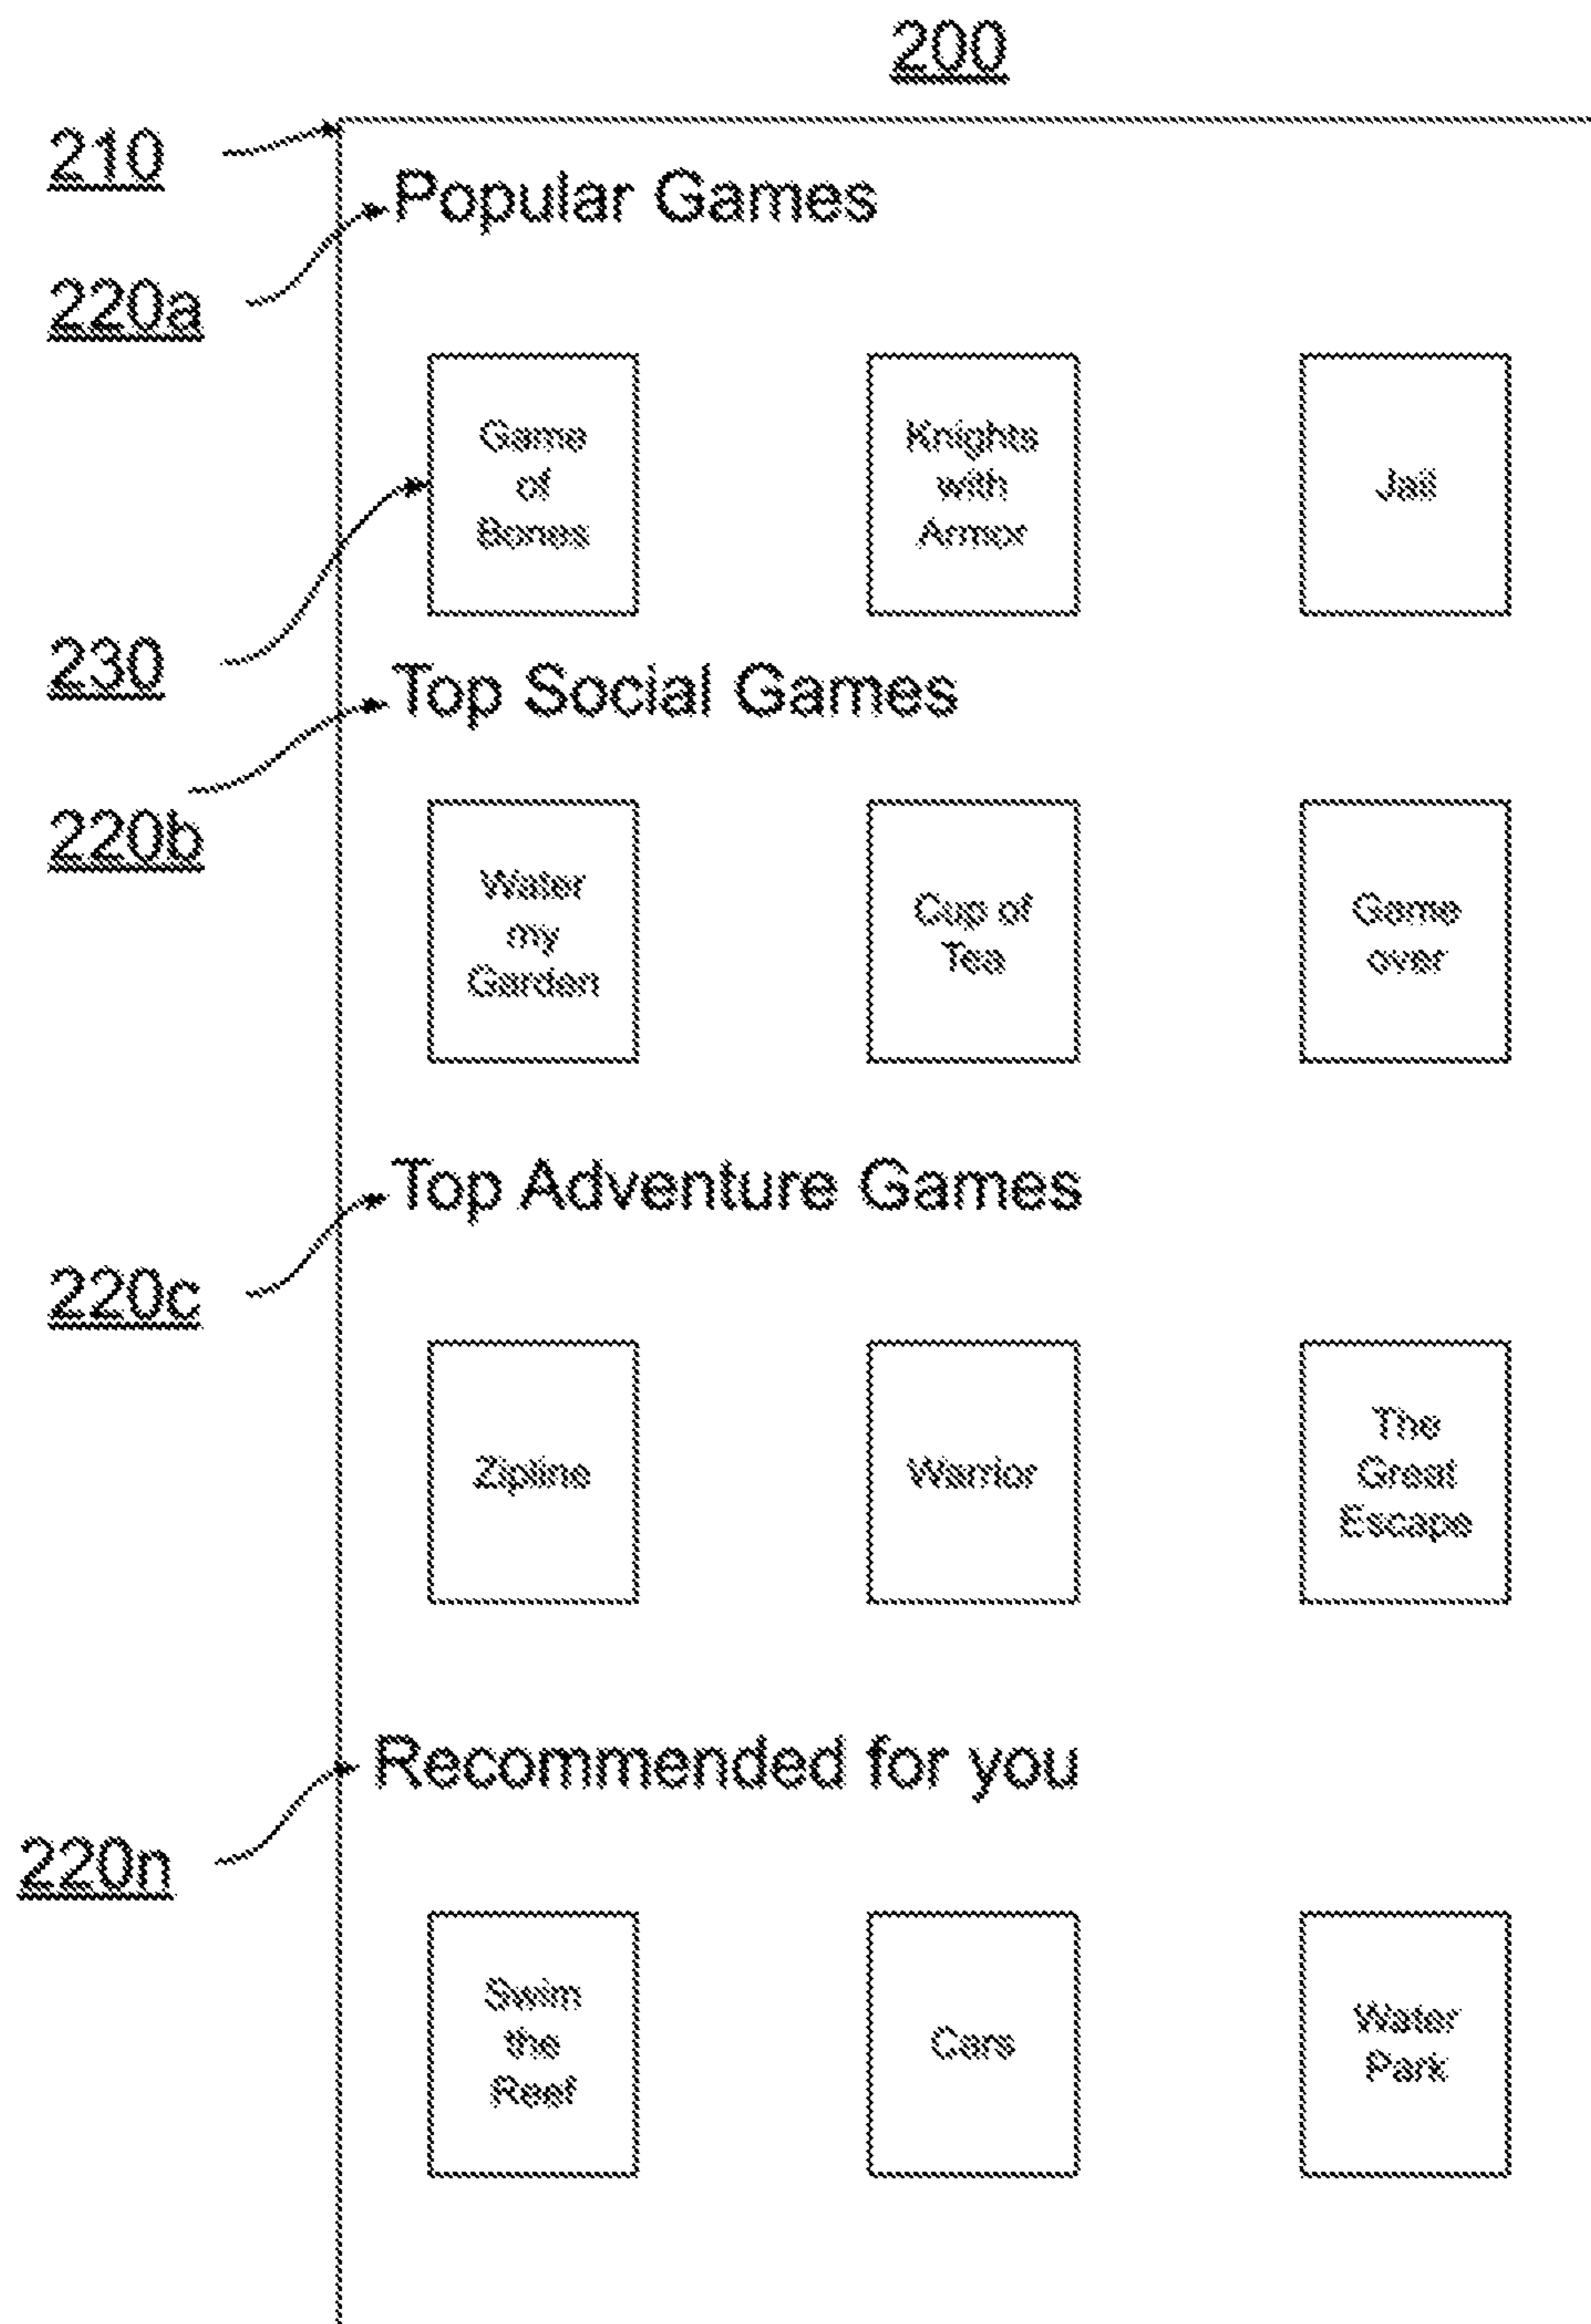 200
210
Popular Games
220a
Game
of
Bones
Knights
with
Armor
Jail
230
Top Social Games
220b
Water
my
Garden
Cup of
Tea
Game
over
Top Adventure Games
220c
Zipline
Warrior
The
Great
Escape
Recommended for you
220n
Swim
the
Reef
Cars
Water
Park